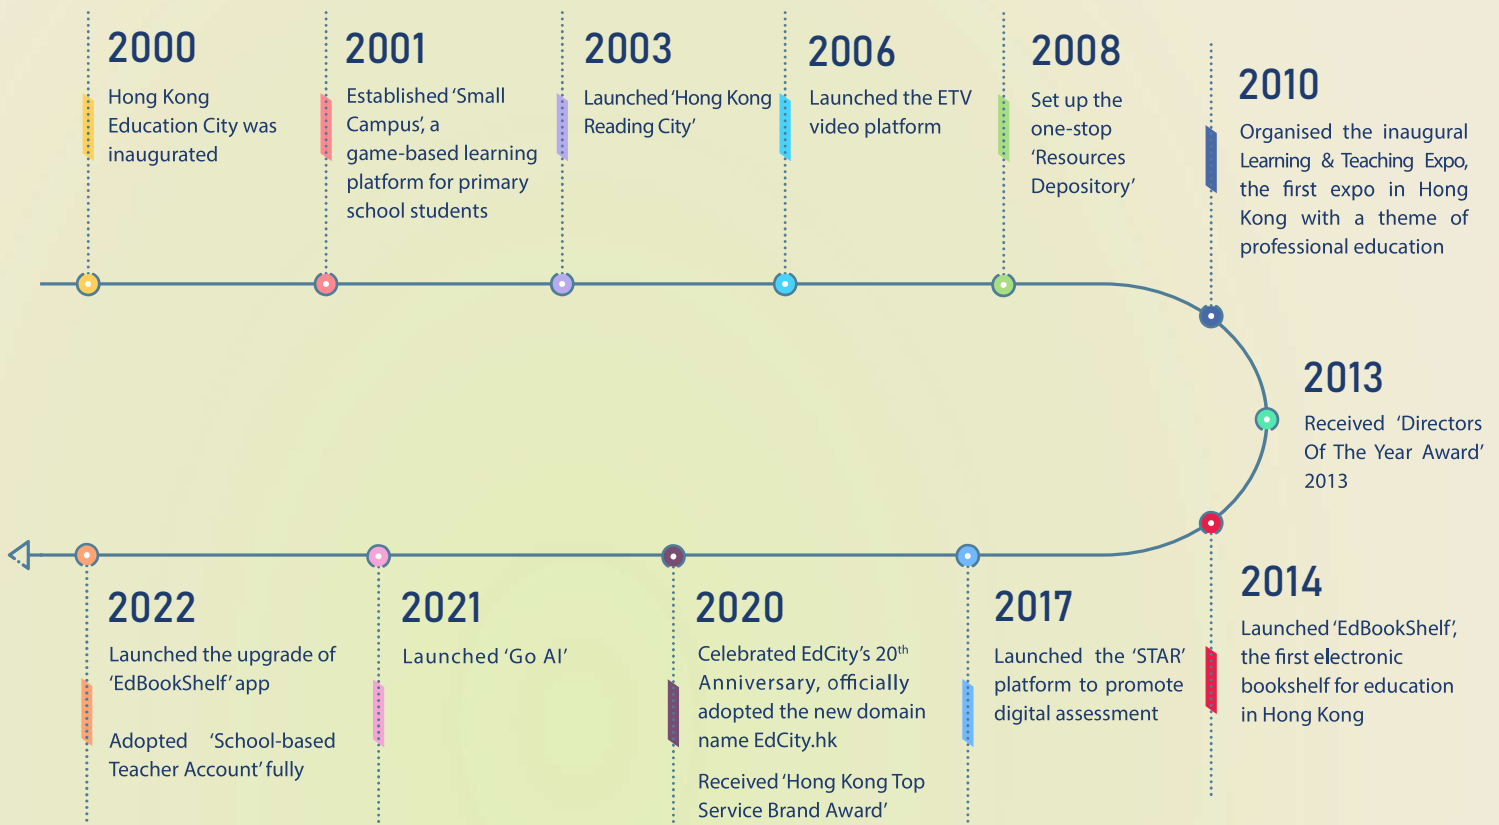 2000
Hong Kong
Education City was
inaugurated
2001
Established ‘Small
Campus’, a
game-based learning
platform for primary
school students
2003
Launched ‘Hong Kong
Reading City’
2006
Launched the ETV
video platform
2008
Set up the
one-stop
‘Resources
Depository’
2010
Organised the inaugural
Learning & Teaching Expo,
the first expo in Hong
Kong with a theme of
professional education
2013
Received ‘Directors
Of The Year Award’
2013
2014
Launched ‘EdBookShelf’,
the first electronic
bookshelf for education
in Hong Kong
2017
Launched the ‘STAR’
platform to promote
digital assessment
2020
Celebrated EdCity’s 20th
Anniversary, officially
adopted the new domain
name EdCity.hk
Received ‘Hong Kong Top
Service Brand Award’
2021
Launched ‘Go AI’
2022
Launched the upgrade of
‘EdBookShelf’ app
Adopted ‘School-based
Teacher Account’ fully